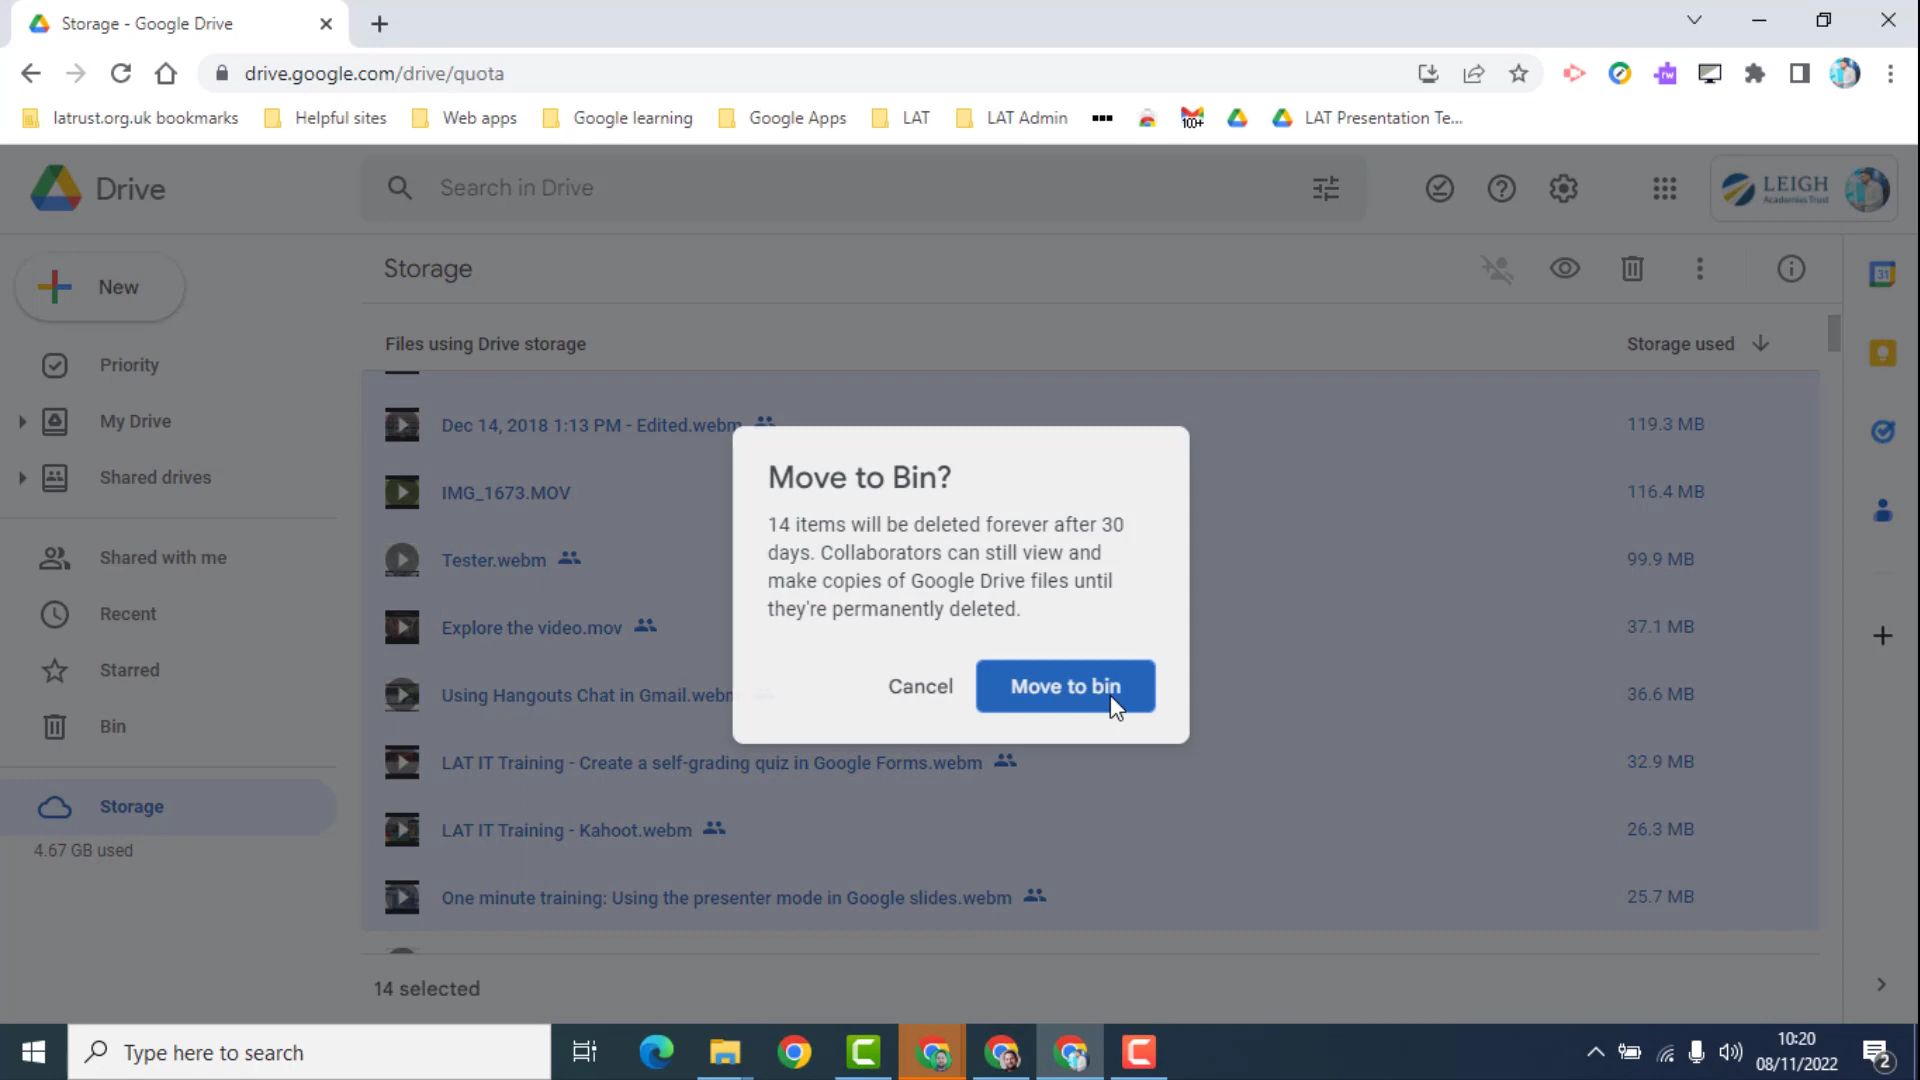 Storage - Google Drive
drive.google.com/drive/quota
latrust.org.uk bookmarks
Helpful sites
Web apps
Google learning
Google Apps
LAT
LAT Admin
100+
LAT Presentation Te...
Drive
Search in Drive
LEIGH
Academies Trust
New
Storage
31
Files using Drive storage
Storage used
Priority
My Drive
Shared drives
Shared with me
Recent
Starred
Bin
Storage
4.67 GB used
Dec 14, 2018 1:13 PM - Edited.webm
119.3 MB
IMG_1673.MOV
116.4 MB
Tester.webm
99.9 MB
Explore the video.mov
37.1 MB
Using Hangouts Chat in Gmail.webm
36.6 MB
LAT IT Training - Create a self-grading quiz in Google Forms.webm
32.9 MB
LAT IT Training - Kahoot.webm
26.3 MB
One minute training: Using the presenter mode in Google slides.webm
25.7 MB
Move to Bin?
14 items will be deleted forever after 30
days. Collaborators can still view and
make copies of Google Drive files until
they're permanently deleted.
Cancel
Move to bin
14 selected
Type here to search
10:20
08/11/2022
2